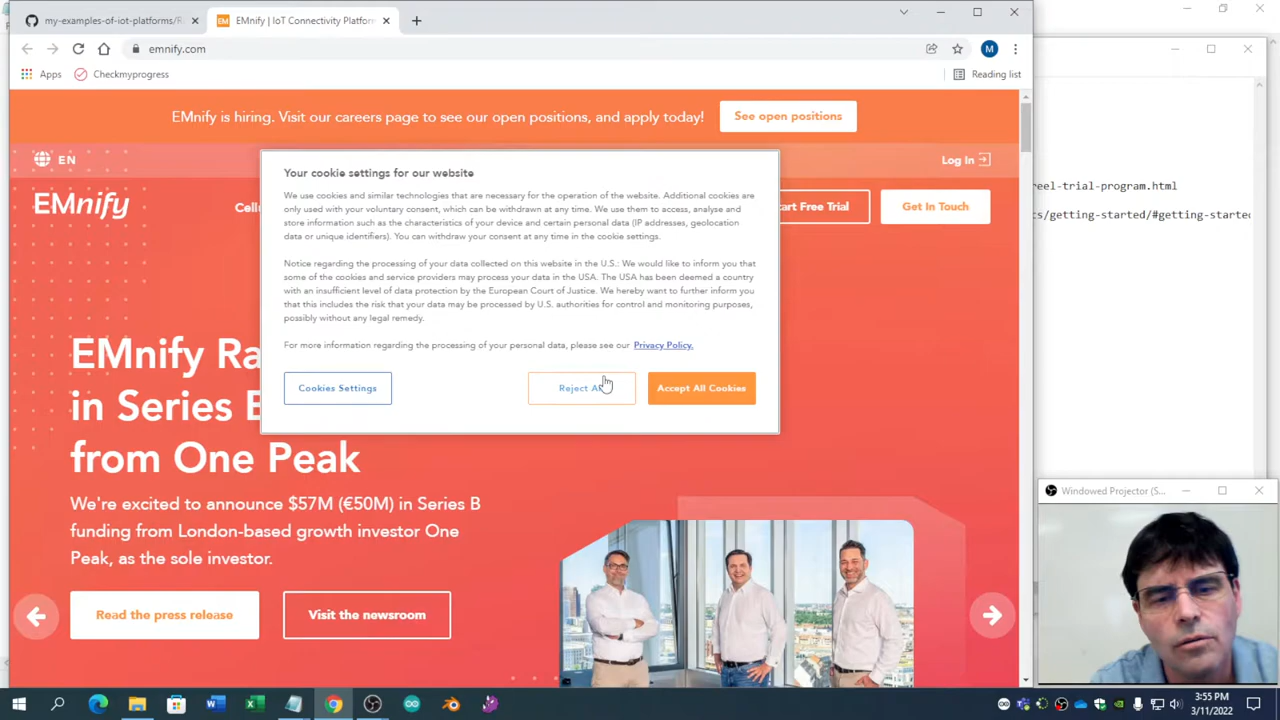 my-examples-of-iot-platforms/R
EM
EMnify | IoT Connectivity Platform
emnify.com
M
Apps
Checkmyprogress
Reading list
EMnify is hiring. Visit our careers page to see our open positions, and apply today!
See open positions
EN
Log In
EMnify
Cellu
art Free Trial
Get In Touch
Your cookie settings for our website
We use cookies and similar technologies that are necessary for the operation of the website. Additional cookies are
only used with your voluntary consent, which can be withdrawn at any time. We use them to access, analyse and
store information such as the characteristics of your device and certain personal data (IP addresses, geolocation
data or unique identifiers). You can withdraw your consent at any time in the cookie settings.
Notice regarding the processing of your data collected on this website in the U.S.: We would like to inform you that
some of the cookies and service providers may process your data in the USA. The USA has been deemed a country
with an insufficient level of data protection by the European Court of Justice. We hereby want to further inform you
that this includes the risk that your data may be processed by U.S. authorities for control and monitoring purposes,
possibly without any legal remedy.
For more information regarding the processing of your personal data, please see our Privacy Policy.
Cookies Settings
Reject All
Accept All Cookies
EMnify Ra
in Series B
from One Peak
We're excited to announce $57M (€50M) in Series B
funding from London-based growth investor One
Peak, as the sole investor.
Read the press release
Visit the newsroom
reel-trial-program.html
ts/getting-started/#getting-started
Windowed Projector (S...
3:55 PM
3/11/2022